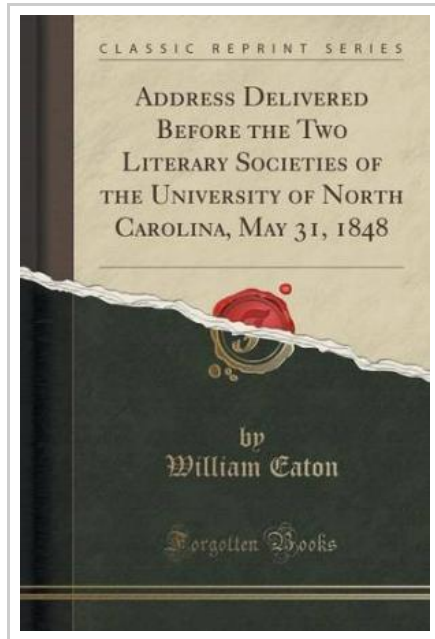 CLASSIC REPRINT SERIES
ADDRESS DELIVERED
BEFORE THE TWO
LITERARY SOCIETIES OF
THE UNIVERSITY OF NORTH
CAROLINA, MAY 31, 1848
by
William Eaton
Forgotten Books